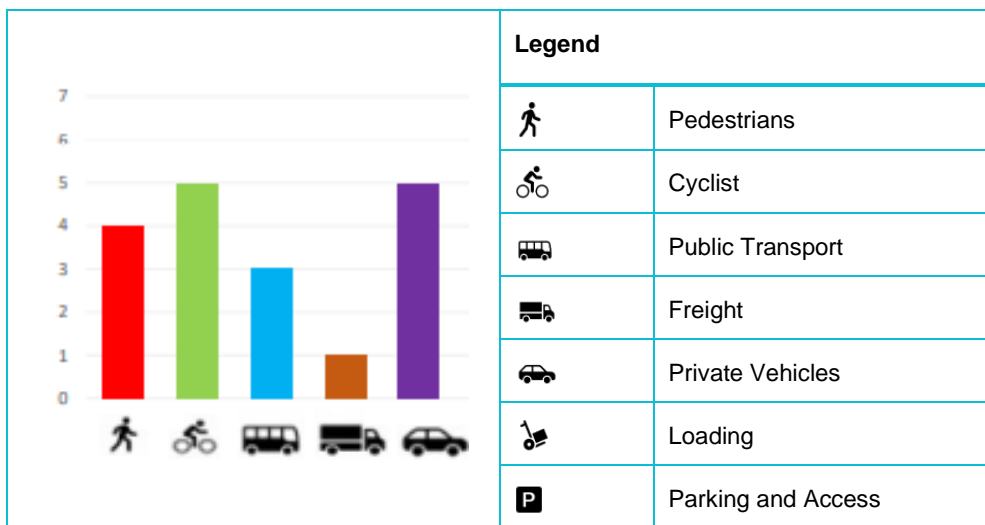 Legend
7
6
5
4
3
2
1
0
Pedestrians
Cyclist
Public Transport
Freight
Private Vehicles
Loading
P
Parking and Access